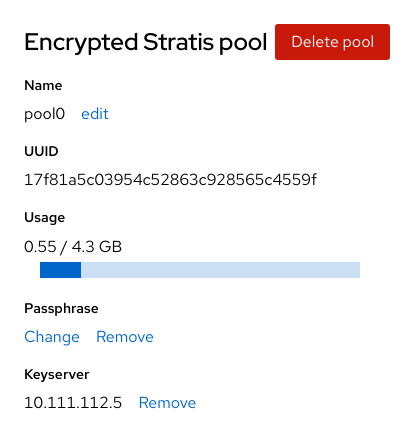 Encrypted Stratis pool Delete pool
Name
pool0 edit
UUID
17f81a5c03954c52863c928565c4559f
Usage
0.55 / 4.3 GB
Passphrase
Change Remove
Keyserver
10.111.112.5 Remove